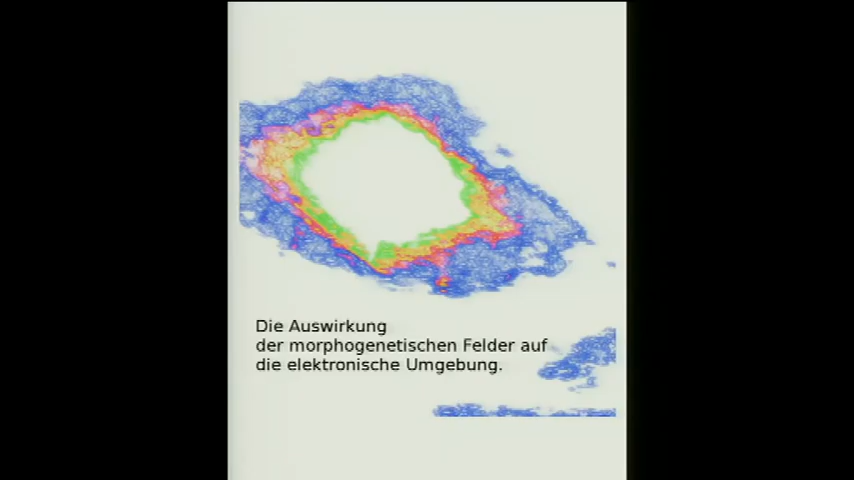 Die Auswirkung
der morphogenetischen Felder auf
die elektronische Umgebung.